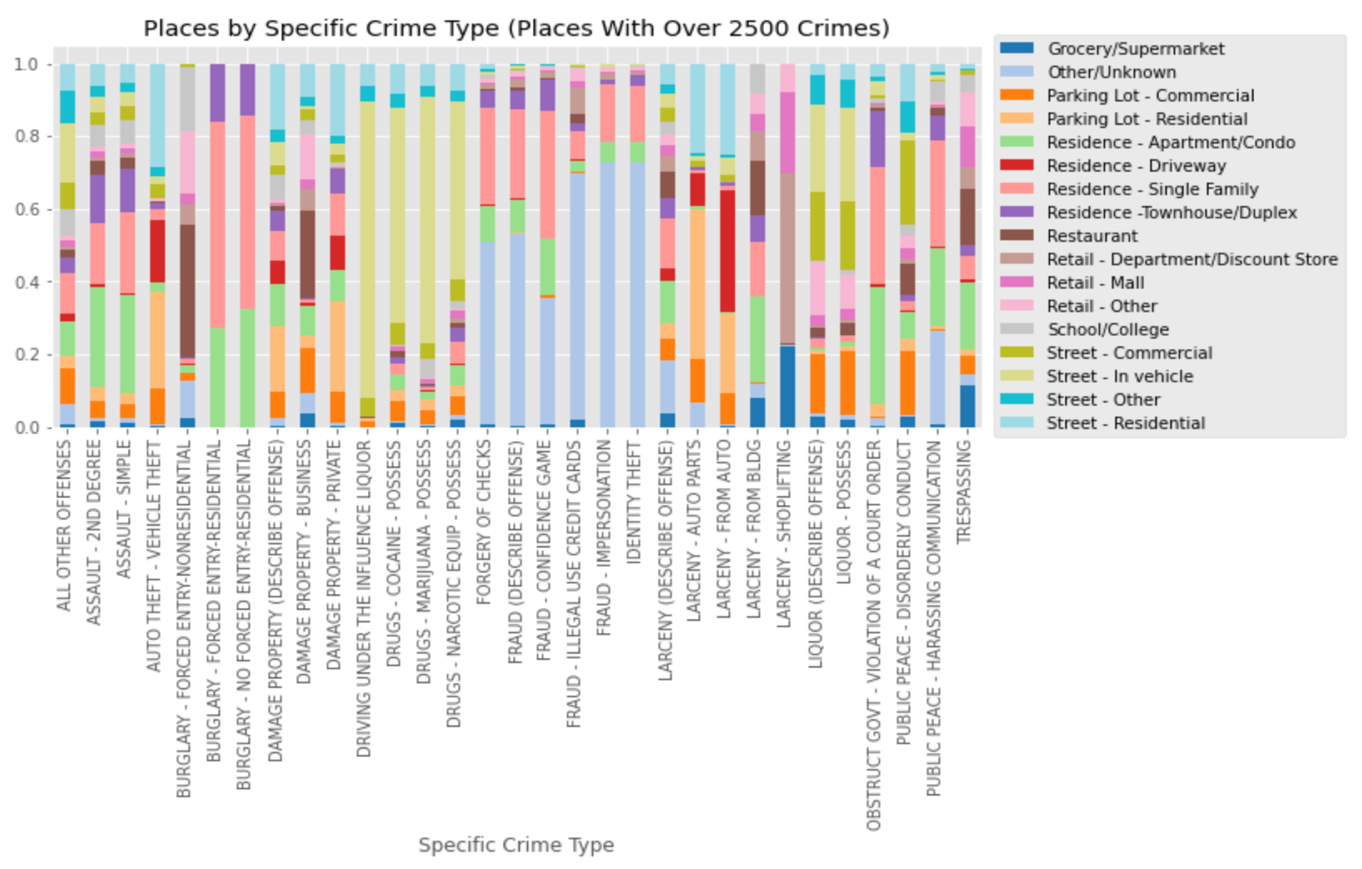 Places by Specific Crime Type (Places With Over 2500 Crimes)
1.0
0.8
0.6
0.4
0.2
0.0
Grocery/Supermarket
Other/Unknown
Parking Lot - Commercial
Parking Lot - Residential
Residence - Apartment/Condo
Residence - Driveway
Residence - Single Family
Residence -Townhouse/Duplex
Restaurant
Retail - Department/Discount Store
Retail - Mall
Retail - Other
School/College
Street - Commercial
Street - In vehicle
Street - Other
Street - Residential
ALL OTHER OFFENSES
ASSAULT - 2ND DEGREE
ASSAULT - SIMPLE
AUTO THEFT - VEHICLE THEFT
BURGLARY - FORCED ENTRY-NONRESIDENTIAL
BURGLARY - FORCED ENTRY-RESIDENTIAL
BURGLARY - NO FORCED ENTRY-RESIDENTIAL
DAMAGE PROPERTY (DESCRIBE OFFENSE)
DAMAGE PROPERTY - BUSINESS
DAMAGE PROPERTY - PRIVATE
DRIVING UNDER THE INFLUENCE LIQUOR
DRUGS - COCAINE - POSSESS
DRUGS - MARIJUANA - POSSESS
DRUGS - NARCOTIC EQUIP - POSSESS
FORGERY OF CHECKS
FRAUD (DESCRIBE OFFENSE)
FRAUD - CONFIDENCE GAME
FRAUD - ILLEGAL USE CREDIT CARDS
FRAUD - IMPERSONATION
IDENTITY THEFT
LARCENY (DESCRIBE OFFENSE)
LARCENY - AUTO PARTS
LARCENY - FROM AUTO
LARCENY - FROM BLDG
LARCENY - SHOPLIFTING
LIQUOR (DESCRIBE OFFENSE)
LIQUOR - POSSESS
OBSTRUCT GOVT - VIOLATION OF A COURT ORDER
PUBLIC PEACE - DISORDERLY CONDUCT
PUBLIC PEACE - HARASSING COMMUNICATION
TRESPASSING
Specific Crime Type